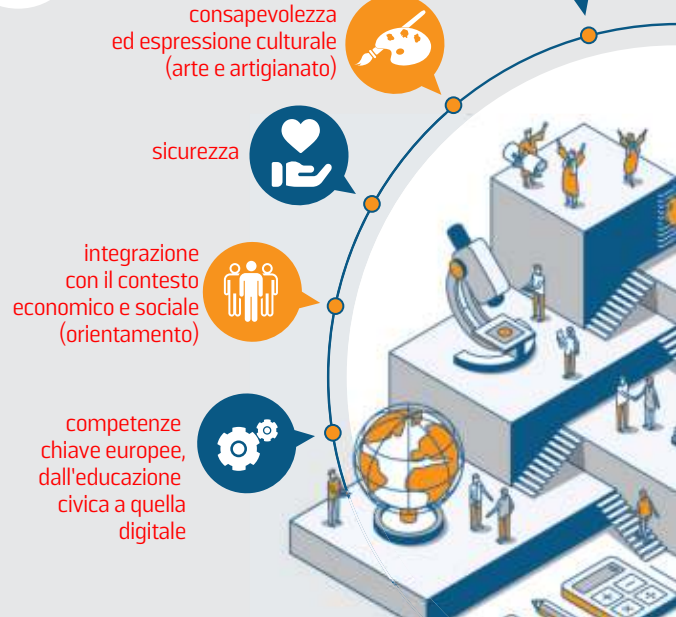 consapevolezza
ed espressione culturale
(arte e artigianato)
sicurezza
integrazione
con il contesto
economico e sociale
(orientamento)
competenze
chiave europee,
dall'educazione
civica a quella
digitale